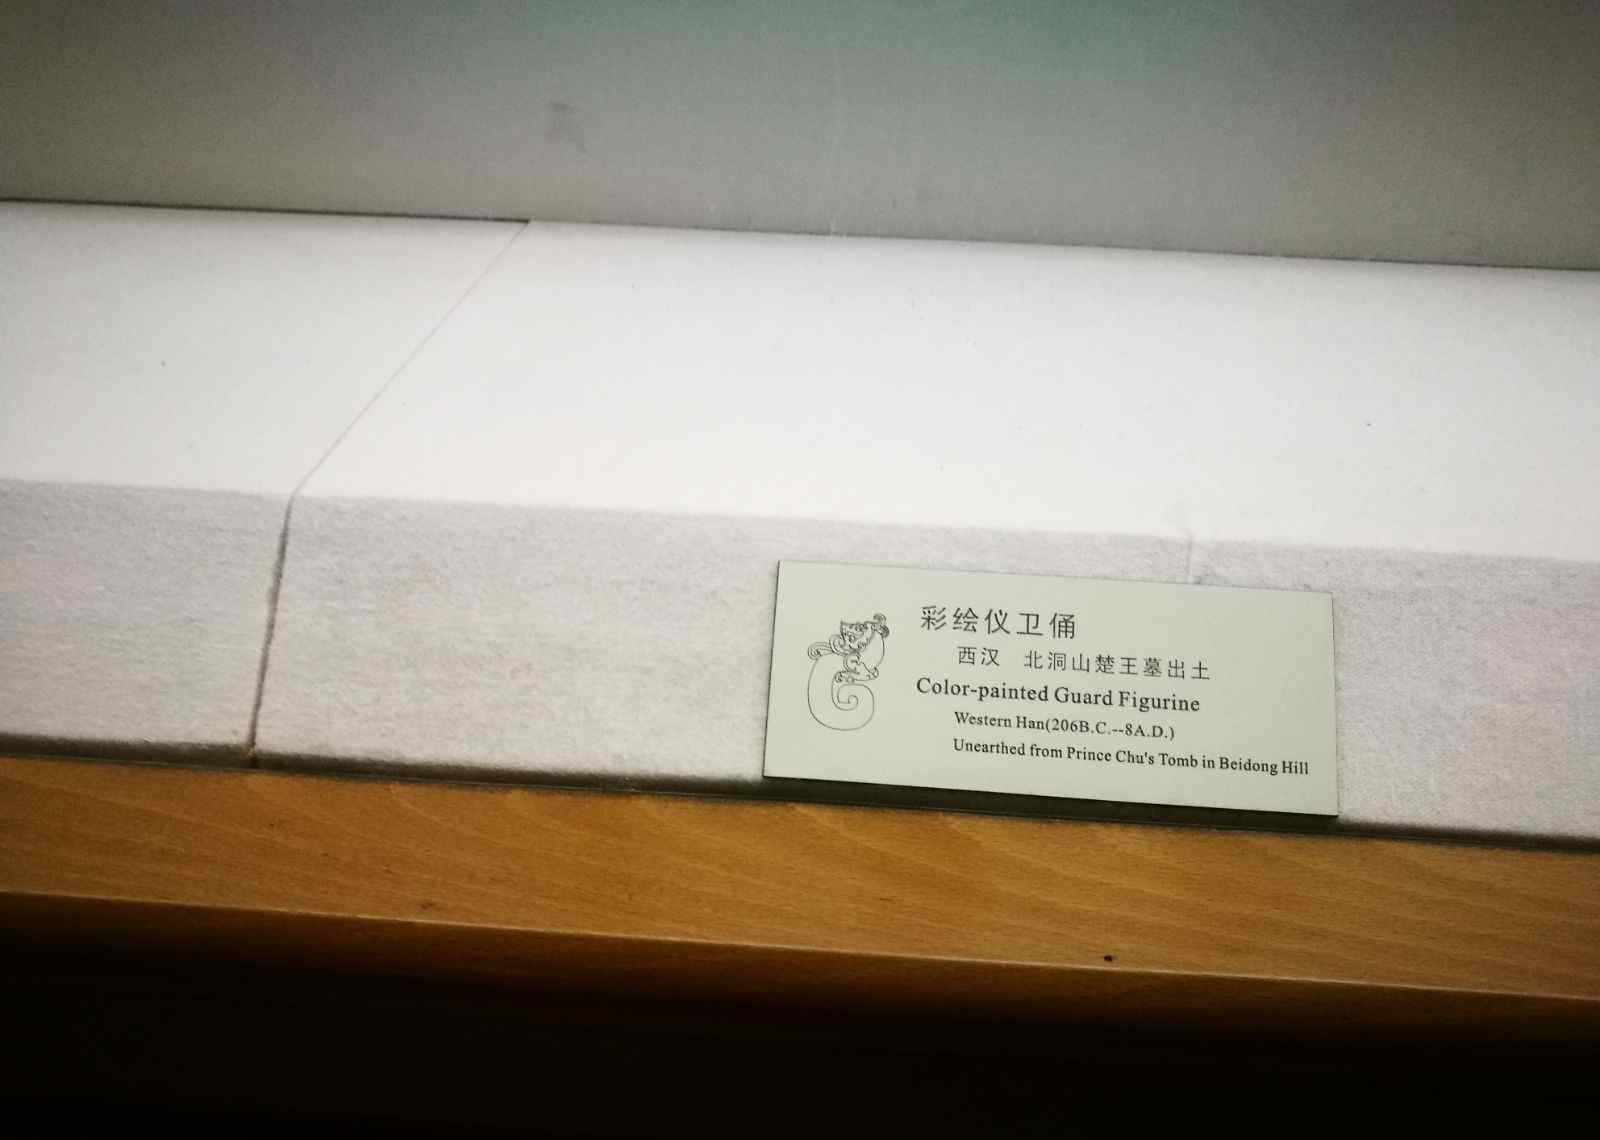 彩绘仪卫俑
西汉 北洞山楚王墓出土
Color-painted Guard Figurine
Western Han(206B.C.--8A.D.)
Unearthed from Prince Chu's Tomb in Beidong Hill